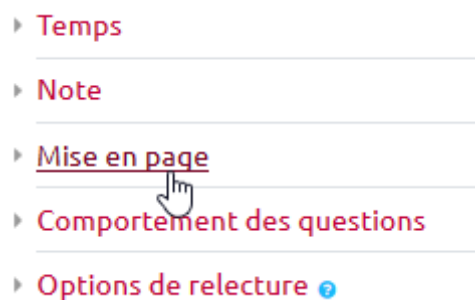 Temps
Note
Mise en page
Comportement des questions
Options de relecture ?